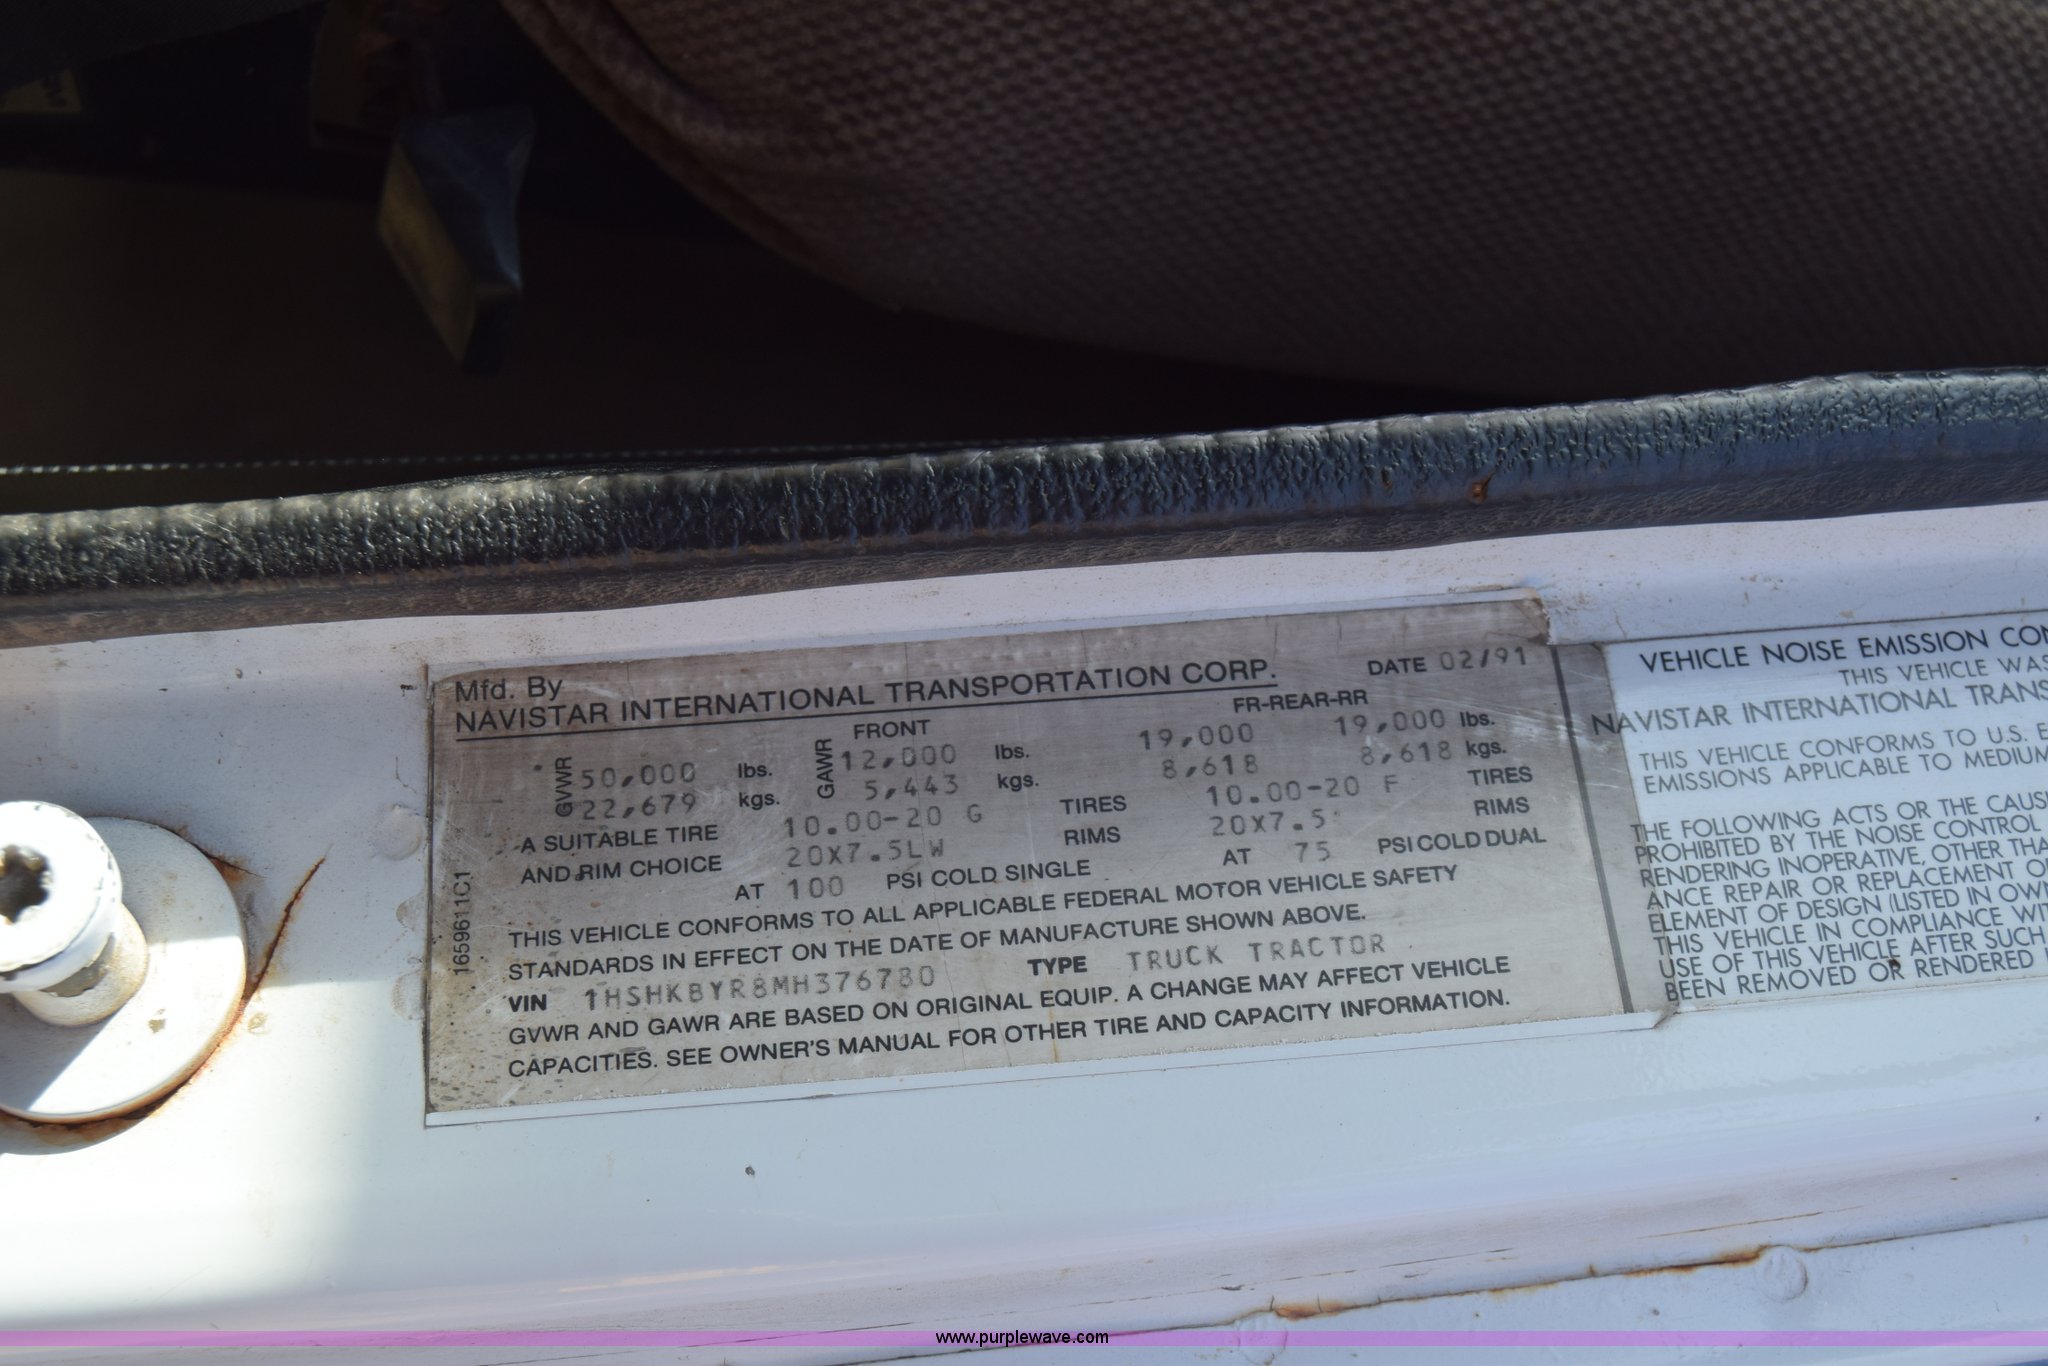 Mfd. By
NAVISTAR INTERNATIONAL TRANSPORTATION CORP.
DATE 02/91
FRONT
FR-REAR-RR
GVWR 50,000 lbs. GAWR 12,000 lbs. 19,000 19,000 lbs.
22,679 kgs. 5,443 kgs. 8,618 8,618 kgs.
A SUITABLE TIRE 10.00-20 G TIRES 10.00-20 F TIRES
AND RIM CHOICE 20X7.5LW RIMS 20X7.5 RIMS
AT 100 PSI COLD SINGLE AT 75 PSI COLD DUAL
THIS VEHICLE CONFORMS TO ALL APPLICABLE FEDERAL MOTOR VEHICLE SAFETY
STANDARDS IN EFFECT ON THE DATE OF MANUFACTURE SHOWN ABOVE.
VIN 1HSHKBYR8MH376780 TYPE TRUCK TRACTOR
GVWR AND GAWR ARE BASED ON ORIGINAL EQUIP. A CHANGE MAY AFFECT VEHICLE
CAPACITIES. SEE OWNER'S MANUAL FOR OTHER TIRE AND CAPACITY INFORMATION.
1659611C1
VEHICLE NOISE EMISSION CON
THIS VEHICLE WAS
NAVISTAR INTERNATIONAL TRANS
THIS VEHICLE CONFORMS TO U.S. E
EMISSIONS APPLICABLE TO MEDIUM
THE FOLLOWING ACTS OR THE CAUSI
PROHIBITED BY THE NOISE CONTROL
RENDERING INOPERATIVE, OTHER THA
ANCE REPAIR OR REPLACEMENT O
ELEMENT OF DESIGN (LISTED IN OWN
THIS VEHICLE IN COMPLIANCE WIT
USE OF THIS VEHICLE AFTER SUCH
BEEN REMOVED OR RENDERED I
www.purplewave.com